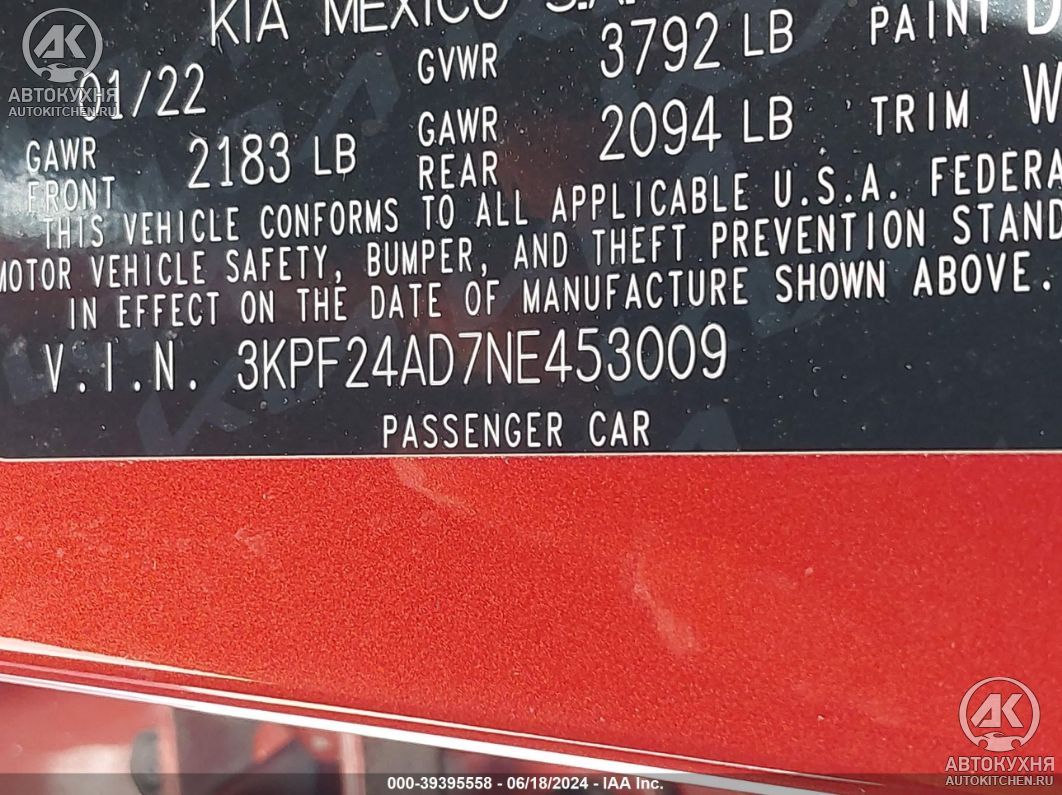 KIA MEXICO S.A.
01/22 GVWR 3792 LB PAINT D
GAWR FRONT 2183 LB GAWR REAR 2094 LB TRIM W
THIS VEHICLE CONFORMS TO ALL APPLICABLE U.S.A. FEDERA
MOTOR VEHICLE SAFETY, BUMPER, AND THEFT PREVENTION STAND
IN EFFECT ON THE DATE OF MANUFACTURE SHOWN ABOVE.
V.I.N. 3KPF24AD7NE453009
PASSENGER CAR
AK
АВТОКУХНЯ
AUTOKITCHEN.RU
AK
АВТОКУХНЯ
AUTOKITCHEN.RU
000-39395558 - 06/18/2024 - IAA Inc.